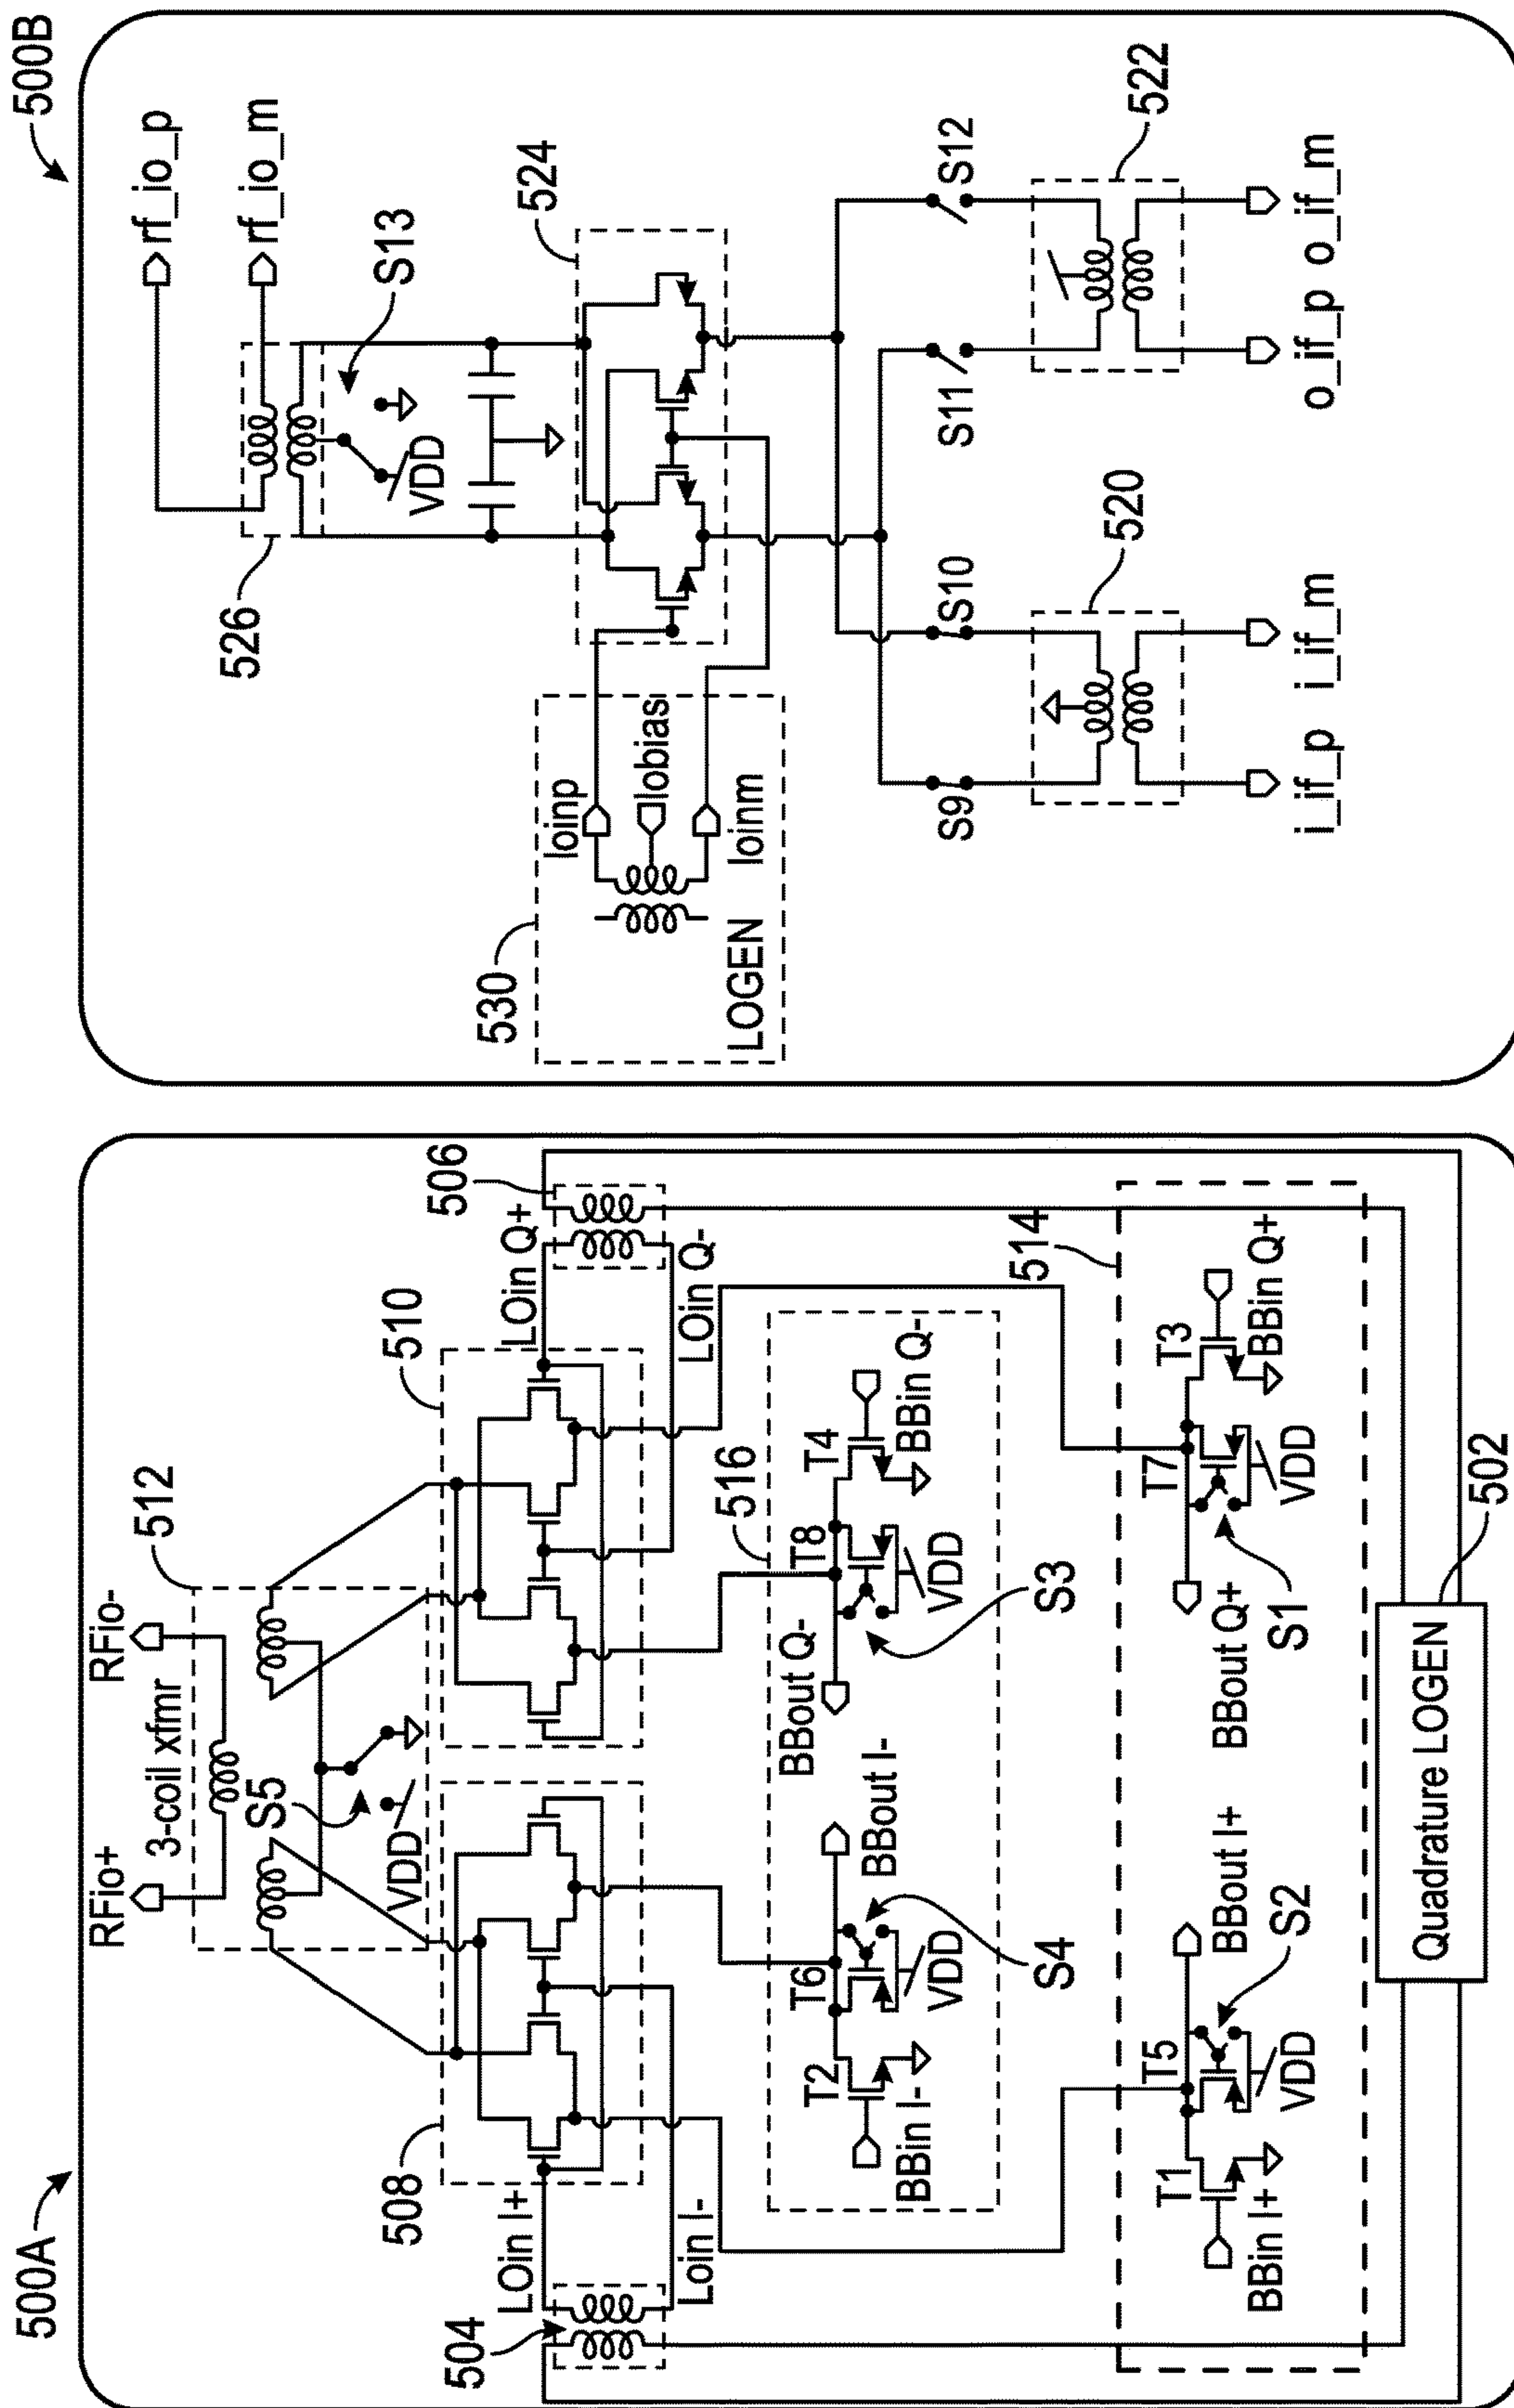 500A
RFio+
RFio-
512
3-coil xfmr
S5
VDD
508
510
LOin I+
LOin Q+
506
504
Loin I-
LOin Q-
516
T2
T6
T8
T4
BBin I-
VDD
BBout I-
BBout Q-
VDD
BBin Q-
S4
S3
514
T1
T5
T7
T3
BBin I+
VDD
BBout I+
BBout Q+
VDD
BBin Q+
S2
S1
Quadrature LOGEN
502
500B
rf_io_p
rf_io_m
526
S13
VDD
524
530
loinp
lobias
loinm
LOGEN
S9
S10
S11
S12
520
522
i_if_p
i_if_m
o_if_p
o_if_m